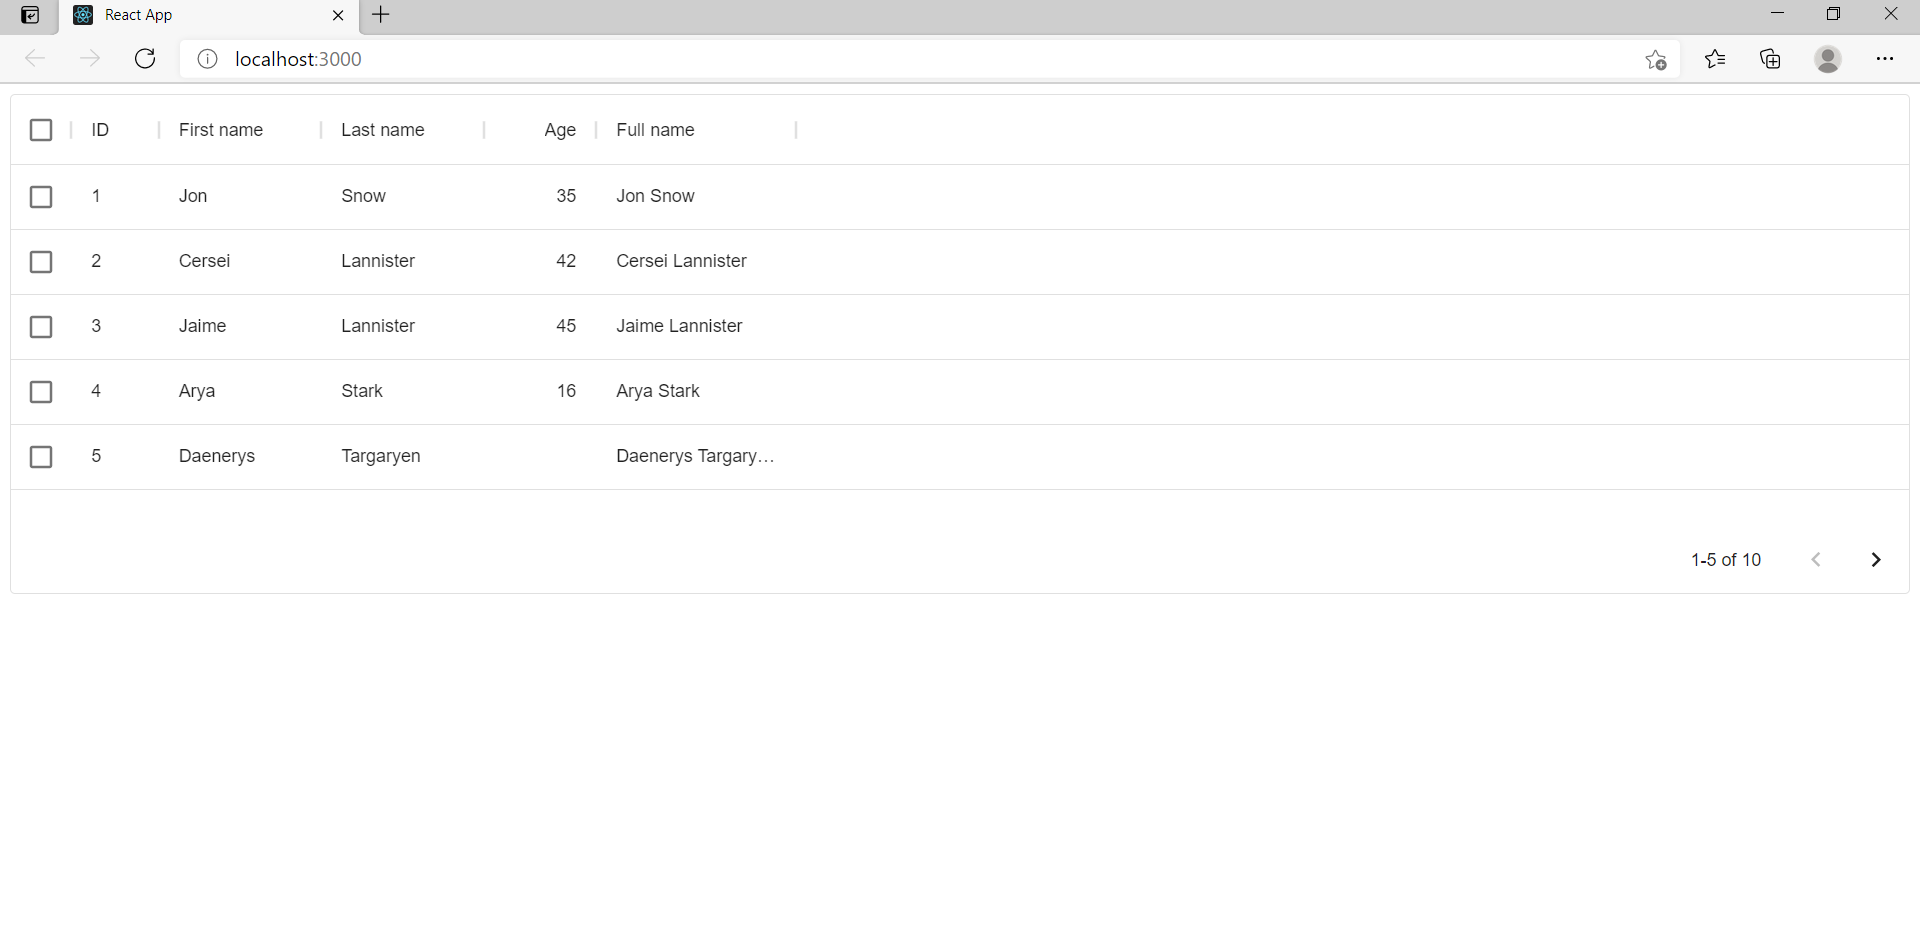 React App
localhost:3000
ID First name Last name Age Full name
1 Jon Snow 35 Jon Snow
2 Cersei Lannister 42 Cersei Lannister
3 Jaime Lannister 45 Jaime Lannister
4 Arya Stark 16 Arya Stark
5 Daenerys Targaryen Daenerys Targary…
1-5 of 10